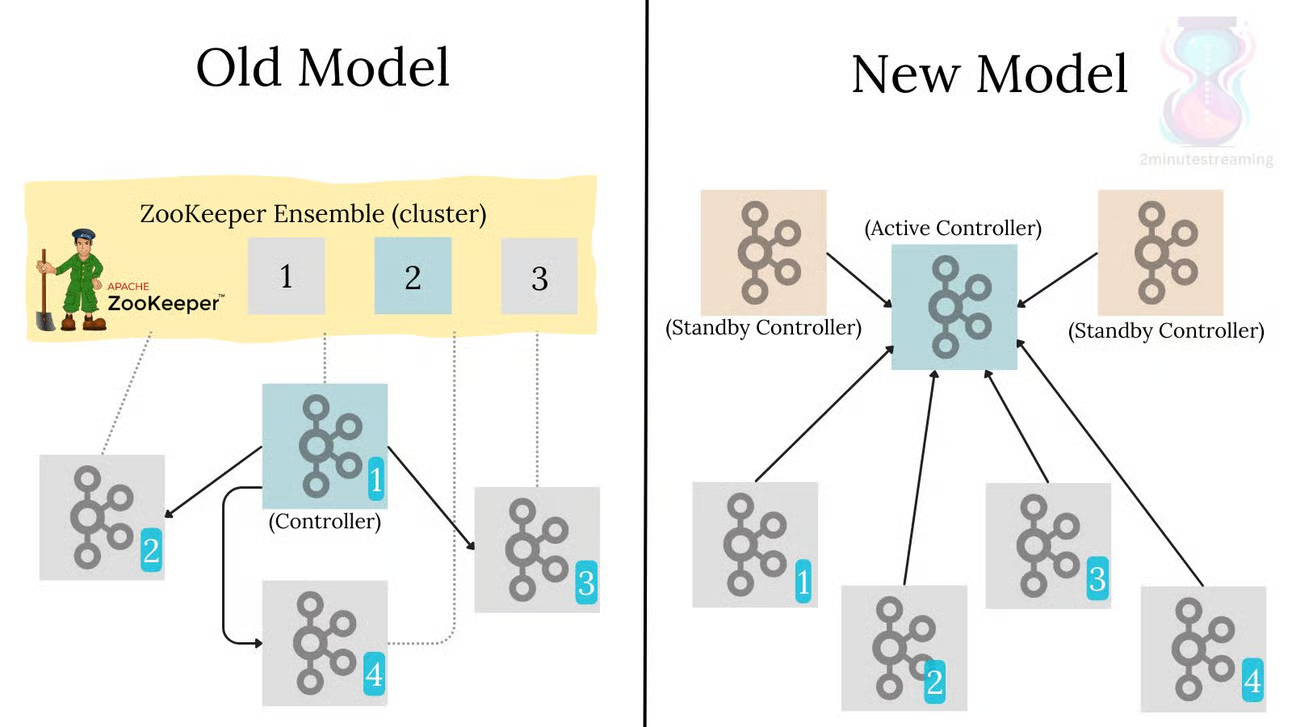 Old Model
ZooKeeper Ensemble (cluster)
1
2
3
APACHE
ZooKeeper™
1
(Controller)
2
3
4
New Model
2minutestreaming
(Active Controller)
(Standby Controller)
(Standby Controller)
1
3
2
4